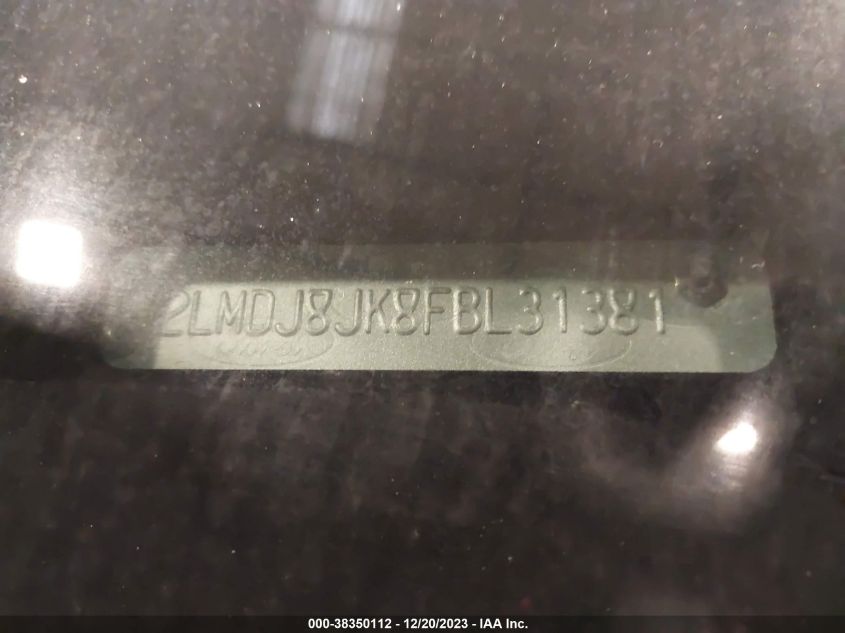 2LMDJ8JK8FBL31381
000-38350112 - 12/20/2023 - IAA Inc.